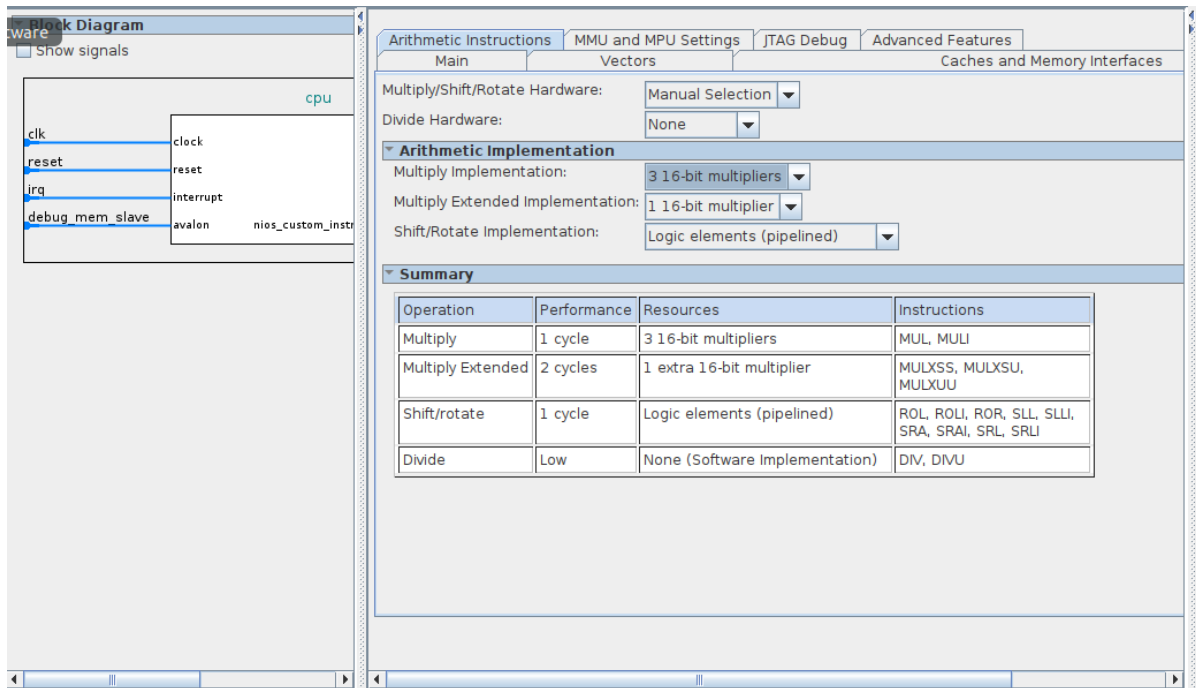 Block Diagram
tware
Show signals
cpu
clk
clock
reset
reset
irq
interrupt
debug_mem_slave
avalon nios_custom_instr
Arithmetic Instructions MMU and MPU Settings JTAG Debug Advanced Features
Main Vectors Caches and Memory Interfaces
Multiply/Shift/Rotate Hardware: Manual Selection
Divide Hardware: None
Arithmetic Implementation
Multiply Implementation: 3 16-bit multipliers
Multiply Extended Implementation: 1 16-bit multiplier
Shift/Rotate Implementation: Logic elements (pipelined)
Summary
Operation Performance Resources Instructions
Multiply 1 cycle 3 16-bit multipliers MUL, MULI
Multiply Extended 2 cycles 1 extra 16-bit multiplier MULXSS, MULXSU,
MULXUU
Shift/rotate 1 cycle Logic elements (pipelined) ROL, ROLI, ROR, SLL, SLLI,
SRA, SRAI, SRL, SRLI
Divide Low None (Software Implementation) DIV, DIVU